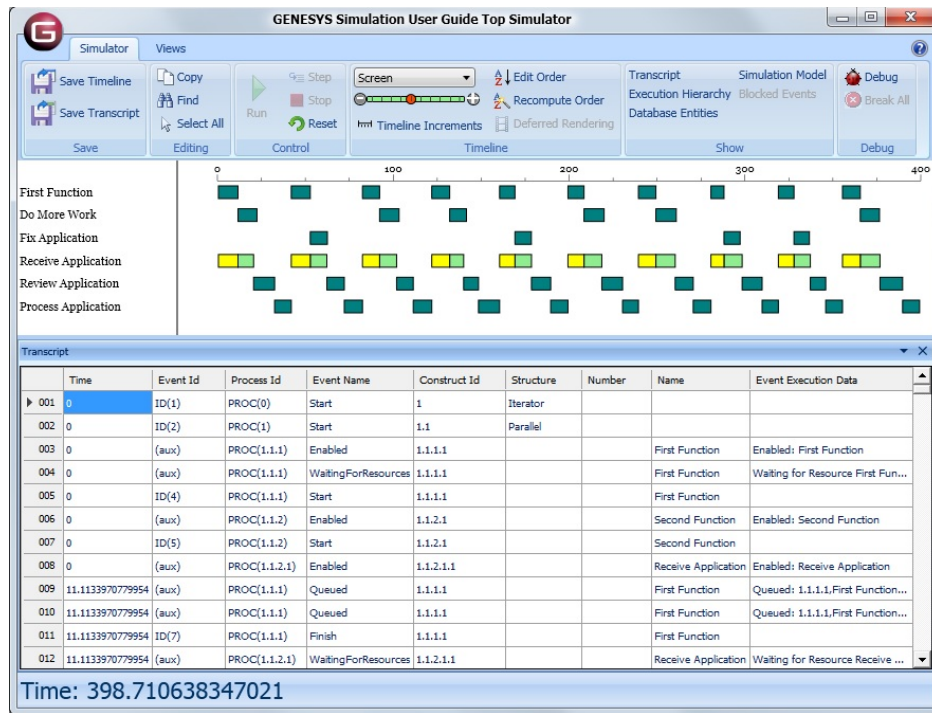 GENESYS Simulation User Guide Top Simulator
G
Simulator Views
Save Timeline
Save Transcript
Save
Copy
Find
Select All
Editing
Run
Step
Stop
Reset
Control
Screen
Timeline Increments
Edit Order
Recompute Order
Deferred Rendering
Timeline
Transcript Simulation Model
Execution Hierarchy Blocked Events
Database Entities
Show
Debug
Break All
Debug
0 100 200 300 400
First Function
Do More Work
Fix Application
Receive Application
Review Application
Process Application
Transcript
Time Event Id Process Id Event Name Construct Id Structure Number Name Event Execution Data
001 0 ID(1) PROC(0) Start 1 Iterator
002 0 ID(2) PROC(1) Start 1.1 Parallel
003 0 (aux) PROC(1.1.1) Enabled 1.1.1.1 First Function Enabled: First Function
004 0 (aux) PROC(1.1.1) WaitingForResources 1.1.1.1 First Function Waiting for Resource First Fun...
005 0 ID(4) PROC(1.1.1) Start 1.1.1.1 First Function
006 0 (aux) PROC(1.1.2) Enabled 1.1.2.1 Second Function Enabled: Second Function
007 0 ID(5) PROC(1.1.2) Start 1.1.2.1 Second Function
008 0 (aux) PROC(1.1.2.1) Enabled 1.1.2.1.1 Receive Application Enabled: Receive Application
009 11.1133970779954 (aux) PROC(1.1.1) Queued 1.1.1.1 First Function Queued: 1.1.1.1,First Function...
010 11.1133970779954 (aux) PROC(1.1.1) Queued 1.1.1.1 First Function Queued: 1.1.1.1,First Function...
011 11.1133970779954 ID(7) PROC(1.1.1) Finish 1.1.1.1 First Function
012 11.1133970779954 (aux) PROC(1.1.2.1) WaitingForResources 1.1.2.1.1 Receive Application Waiting for Resource Receive ...
Time: 398.710638347021